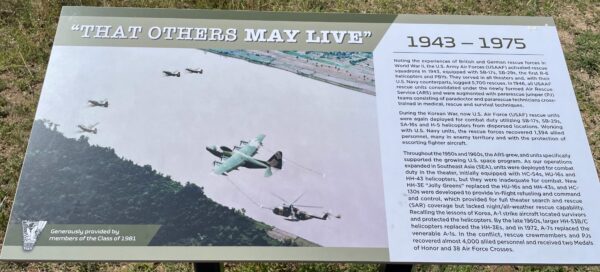 "THAT OTHERS MAY LIVE"
1943 – 1975
Noting the experiences of British and German rescue forces in
World War II, the U.S. Army Air Forces (USAAF) activated rescue
squadrons in 1943, equipped with SB-17s, SB-29s, the first R-6
helicopters and PBYs. They served in all theaters and, with their
U.S. Navy counterparts, logged 5,700 rescues. In 1946, all USAAF
rescue units consolidated under the newly formed Air Rescue
Service (ARS) and were augmented with pararescue jumper (PJ)
teams consisting of paradoctor and pararescue technicians cross-
trained in medical, rescue and survival techniques.
During the Korean War, now U.S. Air Force (USAF) rescue units
were again deployed for combat duty utilizing SB-17s, SB-29s,
SA-16s and H-5 helicopters from dispersed locations. Working
with U.S. Navy units, the rescue forces recovered 1,394 allied
personnel, many in enemy territory and with the protection of
escorting fighter aircraft.
Throughout the 1950s and 1960s, the ARS grew, and units specifically
supported the growing U.S. space program. As our operations
expanded in Southeast Asia (SEA), units were deployed for combat
duty in the theater, initially equipped with HC-54s, HU-16s and
HH-43 helicopters, but they were inadequate for combat. New
HH-3E "Jolly Greens" replaced the HU-16s and HH-43s, and HC-
130s were developed to provide in-flight refueling and command
and control, which provided for full theater search and rescue
(SAR) coverage but lacked night/all-weather rescue capability.
Recalling the lessons of Korea, A-1 strike aircraft located survivors
and protected the helicopters. By the late 1960s, larger HH-53B/C
helicopters replaced the HH-3Es, and in 1972, A-7s replaced the
venerable A-1s. In the conflict, rescue crewmembers and PJs
recovered almost 4,000 allied personnel and received two Medals
of Honor and 38 Air Force Crosses.
Generously provided by
members of the Class of 1981